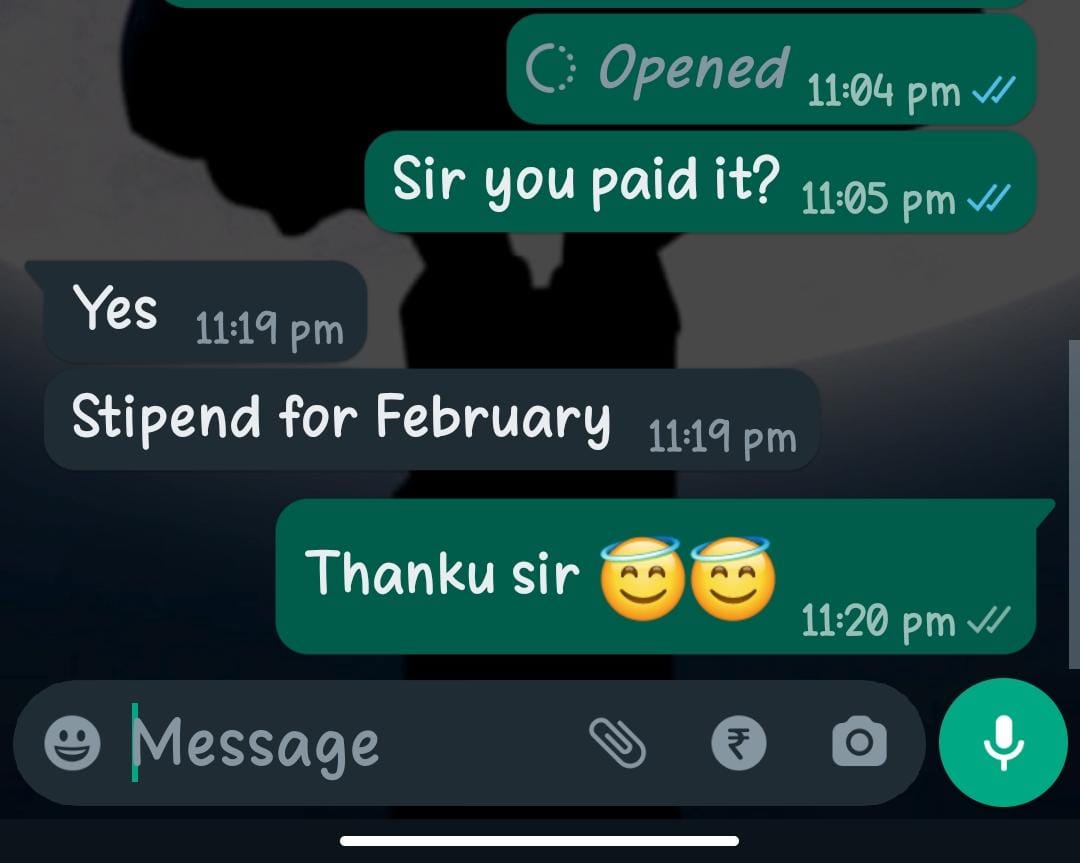 Opened 11:04 pm
Sir you paid it? 11:05 pm
Yes 11:19 pm
Stipend for February 11:19 pm
Thanku sir 😇😇 11:20 pm
Message ₹